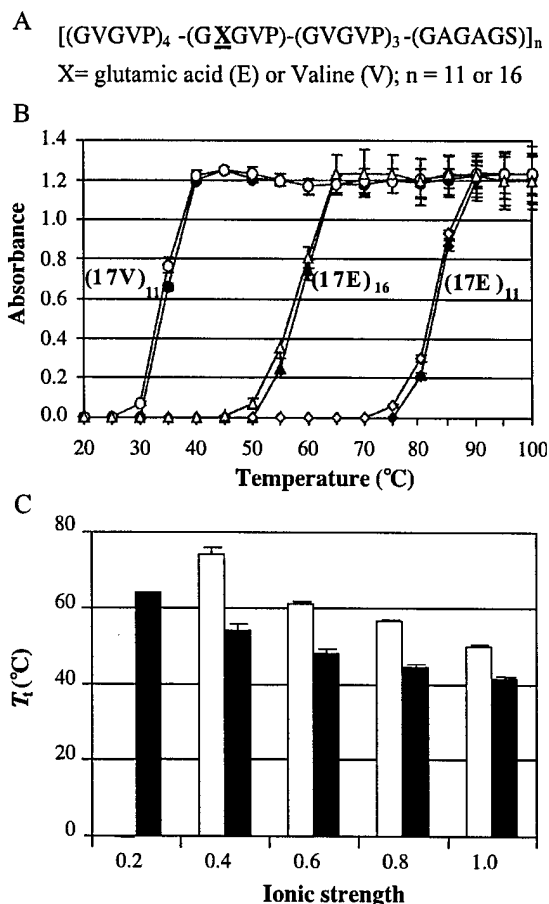 A
[(GVGVP)4 -(GXGVP)-(GVGVP)3-(GAGAGS)]n
X= glutamic acid (E) or Valine (V); n = 11 or 16
B
1.4
1.2
1.0
0.8
0.6
0.4
0.2
0.0
Absorbance
(17V)11
(17E)16
(17E)11
20 30 40 50 60 70 80 90 100
Temperature (°C)
C
80
60
40
20
0
Tt (°C)
0.2 0.4 0.6 0.8 1.0
Ionic strength